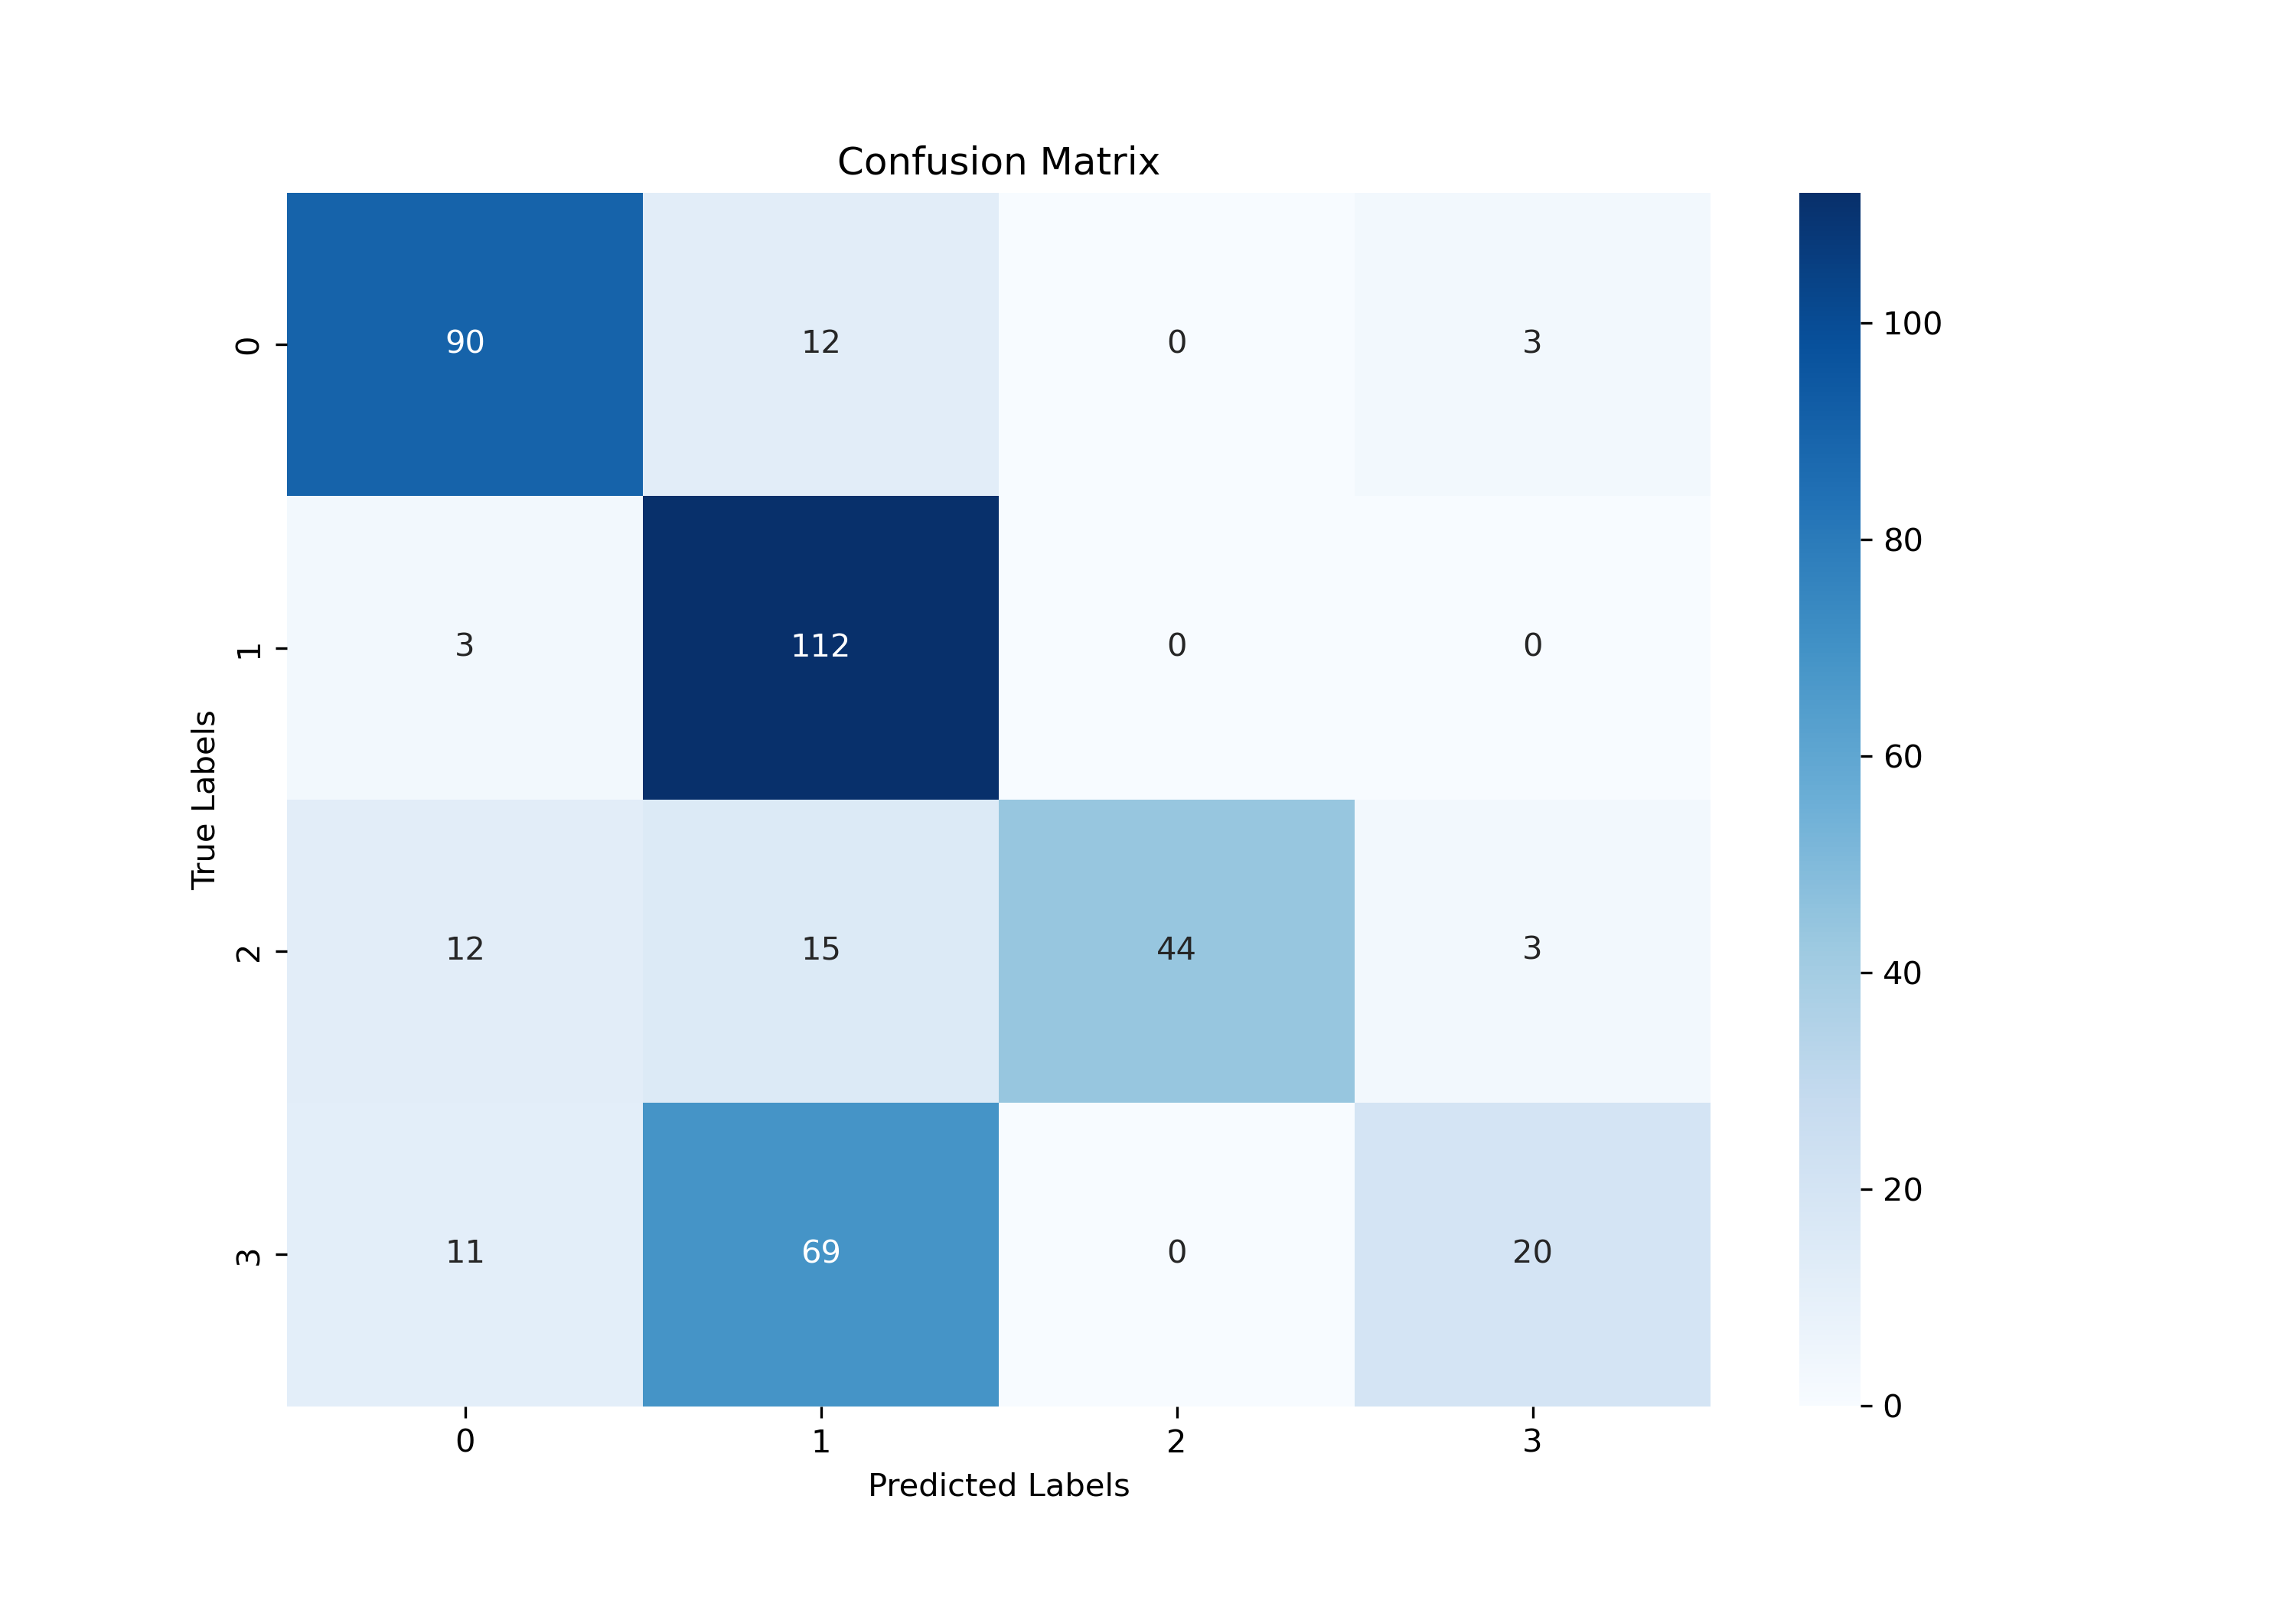 Confusion Matrix
0 90 12 0 3
1 3 112 0 0
2 12 15 44 3
3 11 69 0 20
0 1 2 3
Predicted Labels
True Labels
100
80
60
40
20
0